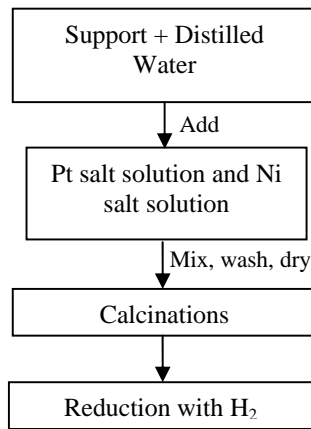 Support + Distilled
Water
Add
Pt salt solution and Ni
salt solution
Mix, wash, dry
Calcinations
Reduction with H₂